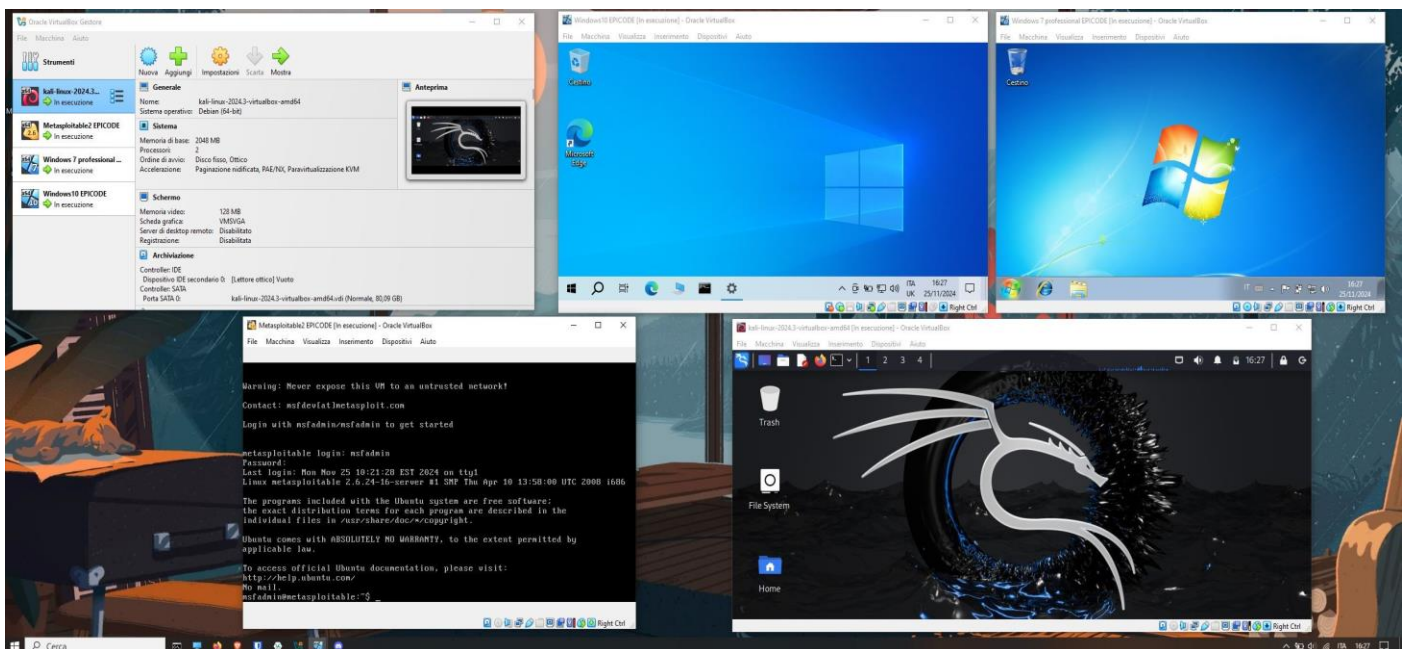 Oracle VirtualBox Gestore
File Macchina Aiuto
Strumenti
Nuova Aggiungi Impostazioni Scarta Mostra
kali-linux-2024.3...
In esecuzione
Metasploitable2 EPICODE
In esecuzione
Windows 7 professional ...
In esecuzione
Windows10 EPICODE
In esecuzione
Generale
Nome: kali-linux-2024.3-virtualbox-amd64
Sistema operativo: Debian (64-bit)
Sistema
Memoria di base: 2048 MB
Processori: 2
Ordine di avvio: Disco fisso, Ottico
Accelerazione: Paginazione nidificata, PAE/NX, Paravirtualizzazione KVM
Schermo
Memoria video: 128 MB
Scheda grafica: VMSVGA
Server di desktop remoto: Disabilitato
Registrazione: Disabilitata
Archiviazione
Controller: IDE
Dispositivo IDE secondario 0: [Lettore ottico] Vuoto
Controller: SATA
Porta SATA 0: kali-linux-2024.3-virtualbox-amd64.vdi (Normale, 80,09 GB)
Anteprima
Windows10 EPICODE [In esecuzione] - Oracle VirtualBox
File Macchina Visualizza Inserimento Dispositivi Aiuto
Cestino
Microsoft
Edge
ITA 16:27
UK 25/11/2024
Right Ctrl
Windows 7 professional EPICODE [In esecuzione] - Oracle VirtualBox
File Macchina Visualizza Inserimento Dispositivi Aiuto
Cestino
IT 16:27
25/11/2024
Right Ctrl
Metasploitable2 EPICODE [In esecuzione] - Oracle VirtualBox
File Macchina Visualizza Inserimento Dispositivi Aiuto
Warning: Never expose this VM to an untrusted network!
Contact: msfdev[at]metasploit.com
Login with msfadmin/msfadmin to get started
metasploitable login: msfadmin
Password:
Last login: Mon Nov 25 10:21:28 EST 2024 on tty1
Linux metasploitable 2.6.24-16-server #1 SMP Thu Apr 10 13:58:00 UTC 2008 i686
The programs included with the Ubuntu system are free software;
the exact distribution terms for each program are described in the
individual files in /usr/share/doc/*/copyright.
Ubuntu comes with ABSOLUTELY NO WARRANTY, to the extent permitted by
applicable law.
To access official Ubuntu documentation, please visit:
http://help.ubuntu.com/
No mail.
msfadmin@metasploitable:~$ _
Right Ctrl
kali-linux-2024.3-virtualbox-amd64 [In esecuzione] - Oracle VirtualBox
File Macchina Visualizza Inserimento Dispositivi Aiuto
1 2 3 4
16:27
Trash
File System
Home
Right Ctrl
Cerca
ITA 16:27